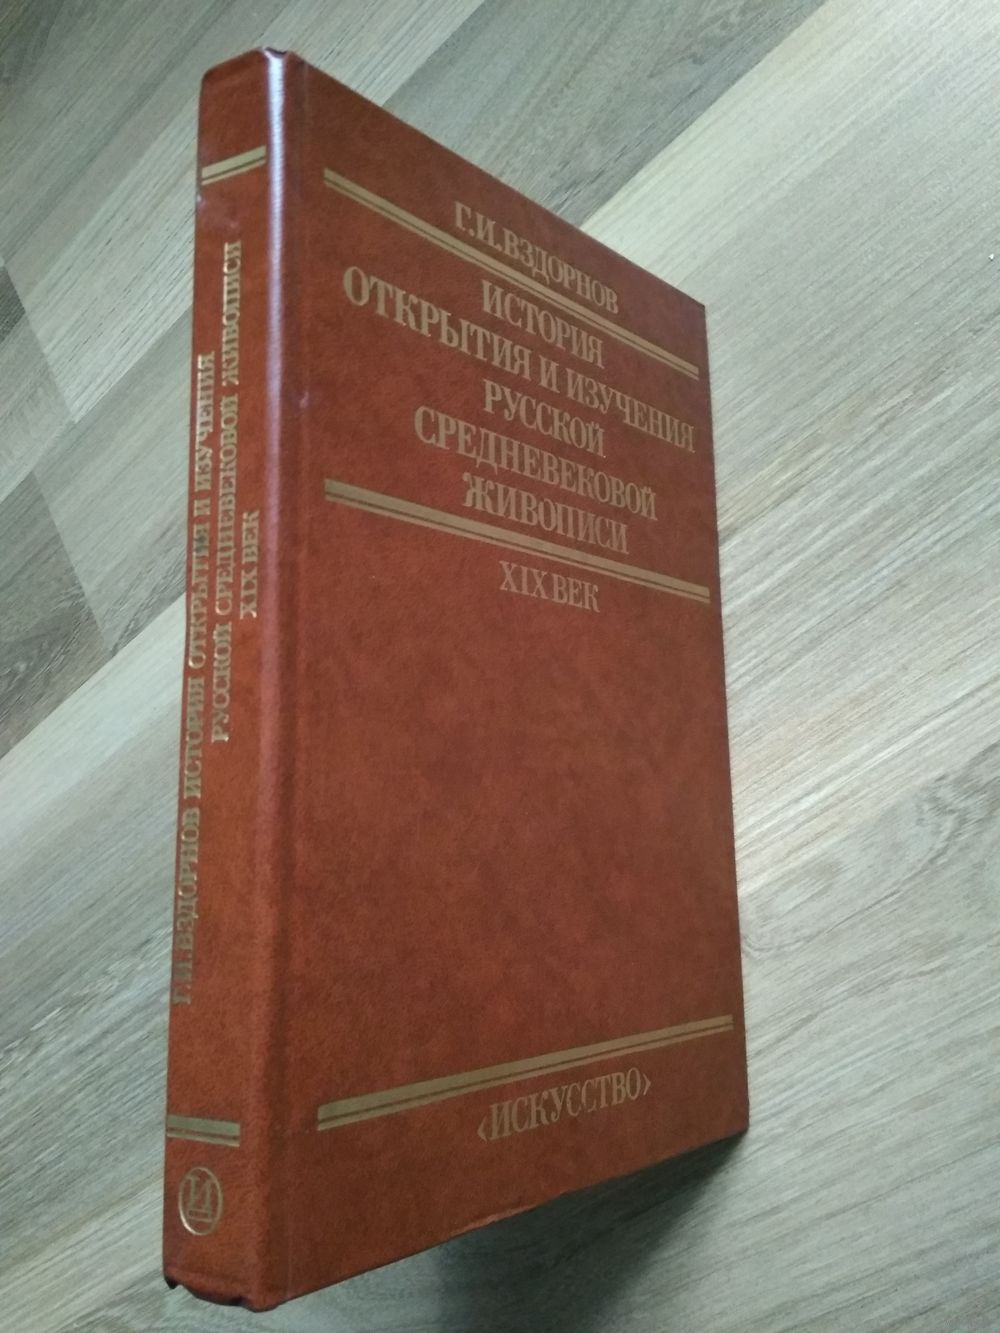 Г.И.ВЗДОРНОВ
ИСТОРИЯ
ОТКРЫТИЯ И ИЗУЧЕНИЯ
РУССКОЙ
СРЕДНЕВЕКОВОЙ
ЖИВОПИСИ
XIX ВЕК
‹ИСКУССТВО›
Г.И.ВЗДОРНОВ ИСТОРИЯ ОТКРЫТИЯ И ИЗУЧЕНИЯ
РУССКОЙ СРЕДНЕВЕКОВОЙ ЖИВОПИСИ
XIX ВЕК